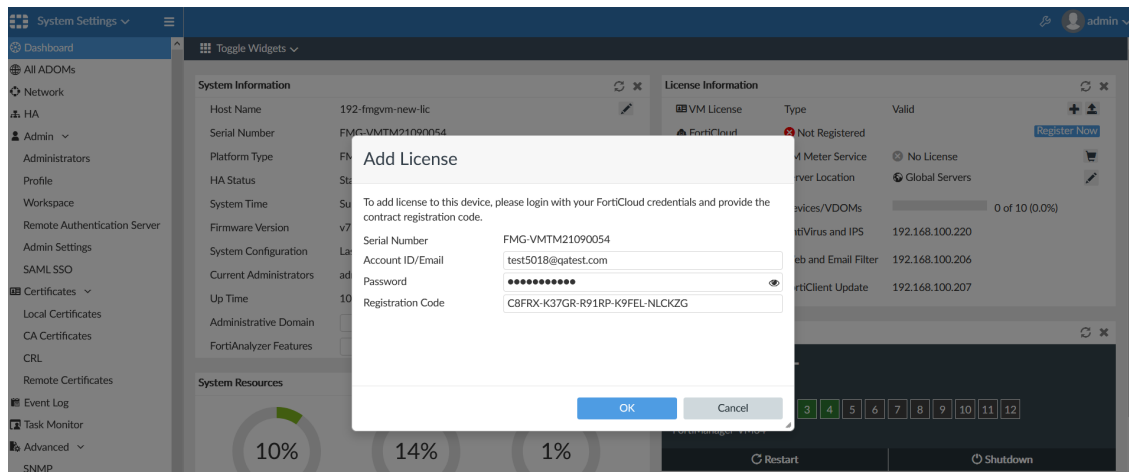 System Settings
admin
Dashboard
All ADOMs
Network
HA
Admin
Administrators
Profile
Workspace
Remote Authentication Server
Admin Settings
SAML SSO
Certificates
Local Certificates
CA Certificates
CRL
Remote Certificates
Event Log
Task Monitor
Advanced
SNMP
Toggle Widgets
System Information
Host Name 192-fmgvm-new-lic
Serial Number FMG-VMTM21090054
Platform Type
HA Status
System Time
Firmware Version
System Configuration
Current Administrators
Up Time
Administrative Domain
FortiAnalyzer Features
System Resources
10%
14%
1%
License Information
VM License Type Valid
FortiCloud Not Registered Register Now
Meter Service No License
Location Global Servers
0 of 10 (0.0%)
and IPS 192.168.100.220
and Email Filter 192.168.100.206
Update 192.168.100.207
3 4 5 6 7 8 9 10 11 12
Restart
Shutdown
Add License
To add license to this device, please login with your FortiCloud credentials and provide the
contract registration code.
Serial Number FMG-VMTM21090054
Account ID/Email test5018@qatest.com
Password
Registration Code C8FRX-K37GR-R91RP-K9FEL-NLCKZG
OK
Cancel